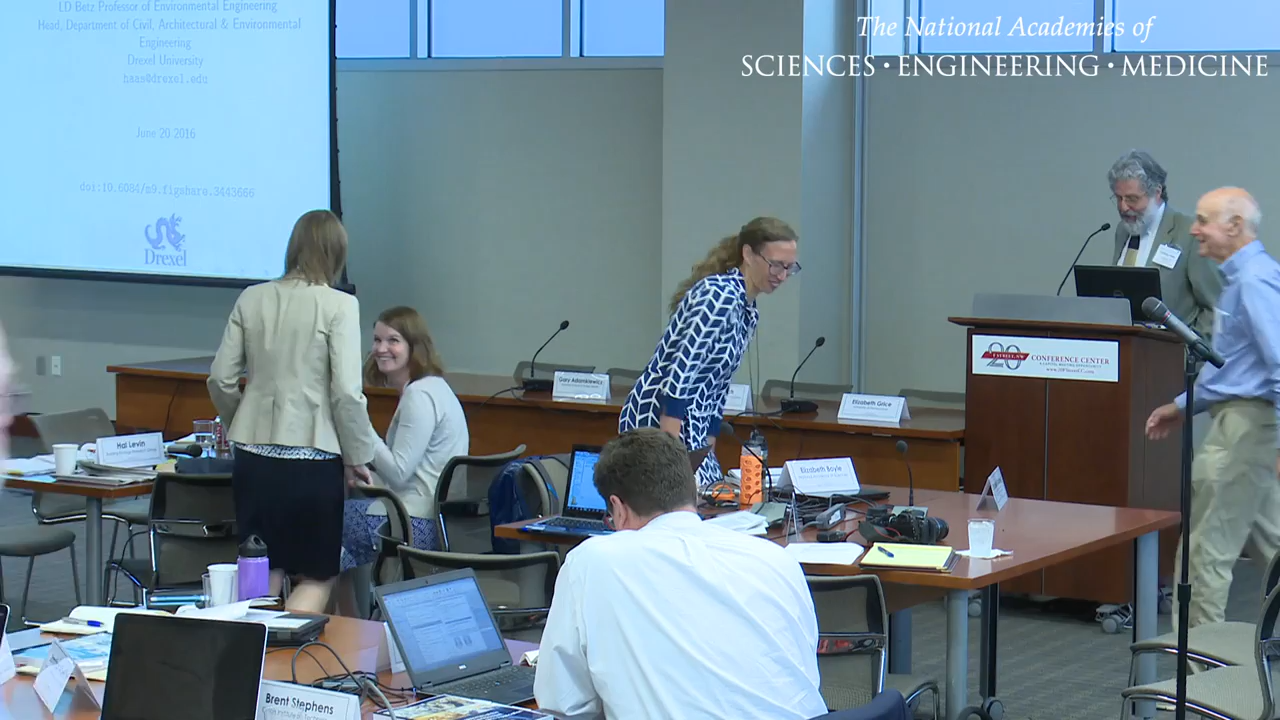 LD Betz Professor of Environmental Engineering
Head, Department of Civil, Architectural & Environmental
Engineering
Drexel University
haas@drexel.edu
June 20 2016
doi:10.6084/m9.figshare.3443666
Drexel
The National Academies of
SCIENCES • ENGINEERING • MEDICINE
20
CONFERENCE CENTER
Gary Adamkiewicz
Elizabeth Grice
Hal Levin
Elizabeth Boyle
Brent Stephens